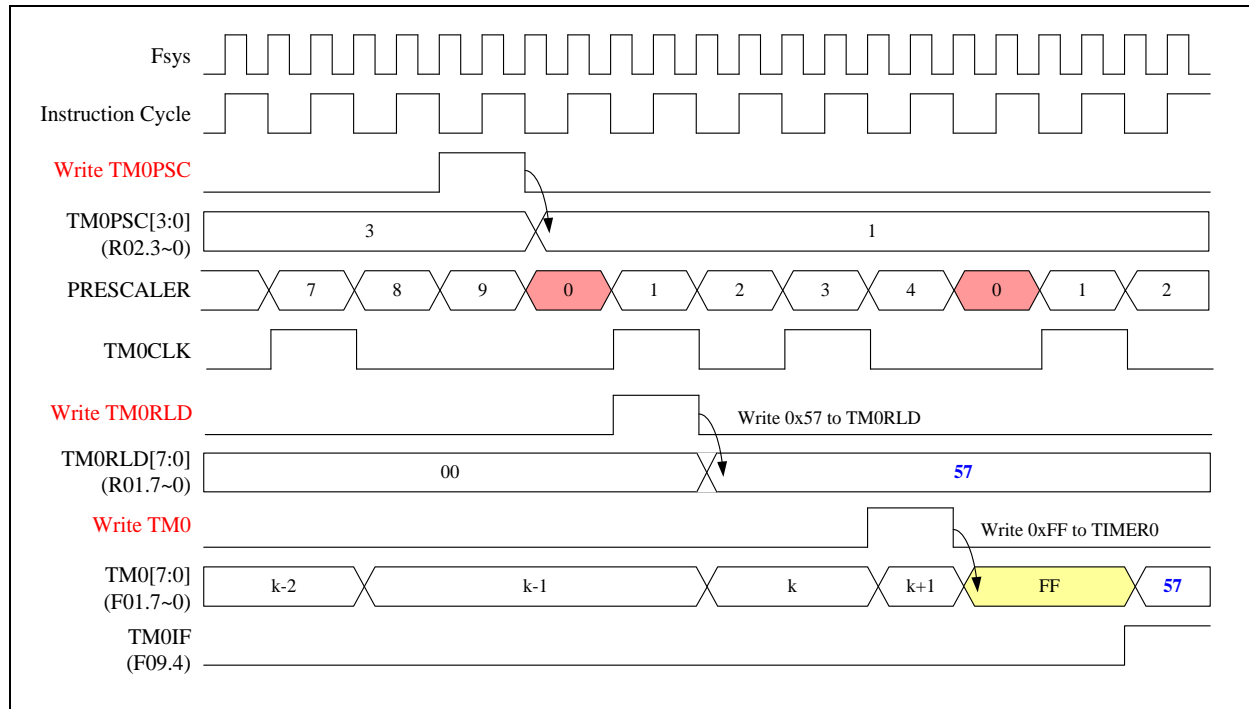 Fsys
Instruction Cycle
Write TM0PSC
TM0PSC[3:0]
(R02.3~0)
3
1
PRESCALER
7
8
9
0
1
2
3
4
0
1
2
TM0CLK
Write TM0RLD
Write 0x57 to TM0RLD
TM0RLD[7:0]
(R01.7~0)
00
57
Write TM0
Write 0xFF to TIMER0
TM0[7:0]
(F01.7~0)
k-2
k-1
k
k+1
FF
57
TM0IF
(F09.4)